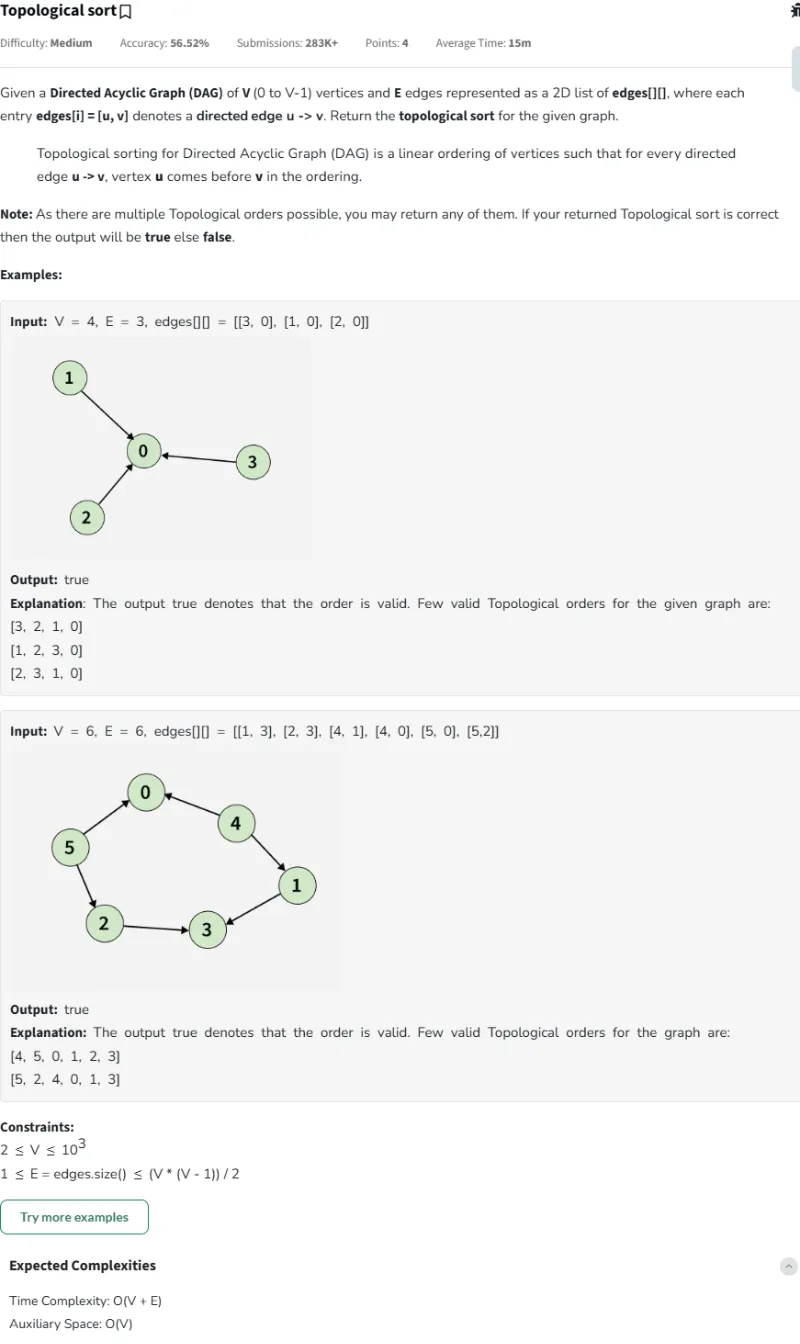 Topological sort
Difficulty: Medium Accuracy: 56.52% Submissions: 283K+ Points: 4 Average Time: 15m
Given a Directed Acyclic Graph (DAG) of V (0 to V-1) vertices and E edges represented as a 2D list of edges[][], where each
entry edges[i] = [u, v] denotes a directed edge u -> v. Return the topological sort for the given graph.
Topological sorting for Directed Acyclic Graph (DAG) is a linear ordering of vertices such that for every directed
edge u -> v, vertex u comes before v in the ordering.
Note: As there are multiple Topological orders possible, you may return any of them. If your returned Topological sort is correct
then the output will be true else false.
Examples:
Input: V = 4, E = 3, edges[][] = [[3, 0], [1, 0], [2, 0]]
1
0
3
2
Output: true
Explanation: The output true denotes that the order is valid. Few valid Topological orders for the given graph are:
[3, 2, 1, 0]
[1, 2, 3, 0]
[2, 3, 1, 0]
Input: V = 6, E = 6, edges[][] = [[1, 3], [2, 3], [4, 1], [4, 0], [5, 0], [5,2]]
0
4
5
1
2
3
Output: true
Explanation: The output true denotes that the order is valid. Few valid Topological orders for the graph are:
[4, 5, 0, 1, 2, 3]
[5, 2, 4, 0, 1, 3]
Constraints:
2 ≤ V ≤ 10³
1 ≤ E = edges.size() ≤ (V * (V - 1)) / 2
Try more examples
Expected Complexities
Time Complexity: O(V + E)
Auxiliary Space: O(V)